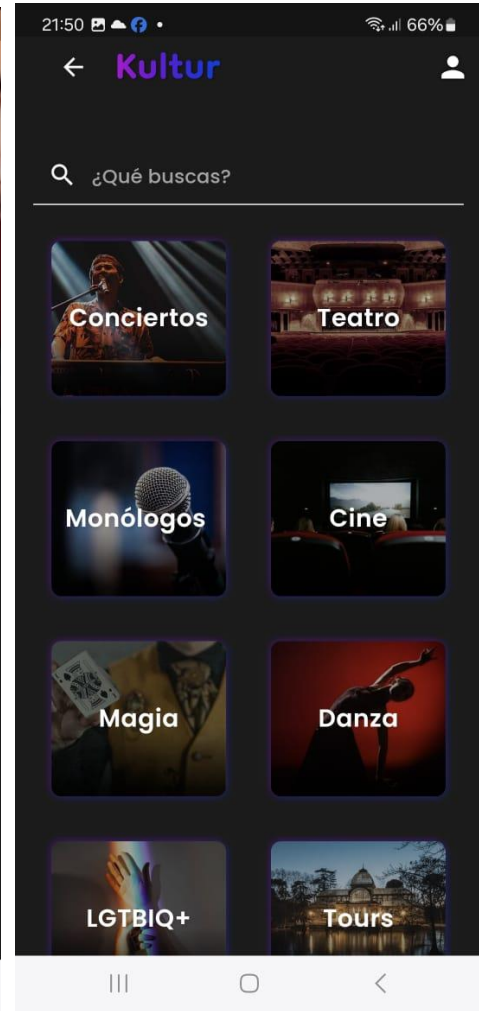 21:50 66%
Kultur
¿Qué buscas?
Conciertos Teatro
Monólogos Cine
Magia Danza
LGTBIQ+ Tours